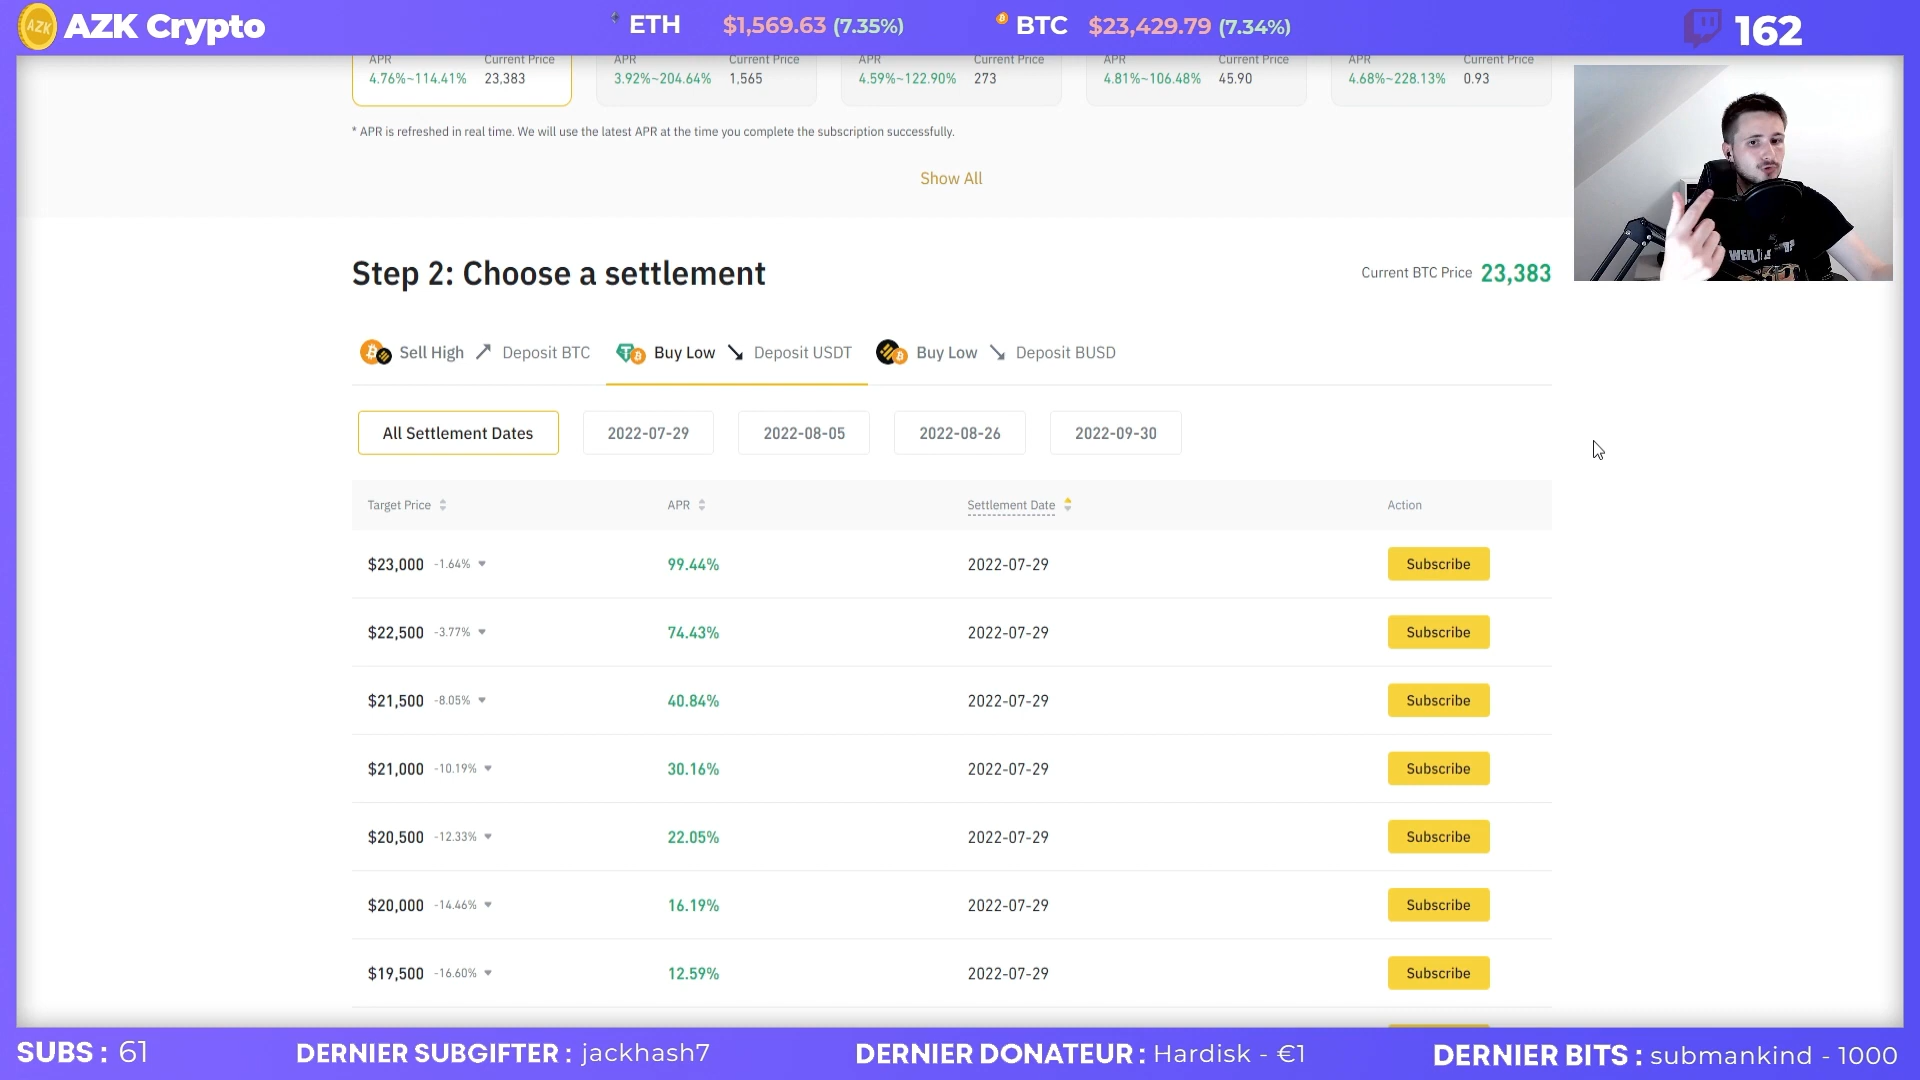 AZK Crypto
ETH $1,569.63 (7.35%)
BTC $23,429.79 (7.34%)
162
APR Current Price APR Current Price APR Current Price APR Current Price APR Current Price
4.76%~114.41% 23,383 3.92%~204.64% 1,565 4.59%~122.90% 273 4.81%~106.48% 45.90 4.68%~228.13% 0.93
* APR is refreshed in real time. We will use the latest APR at the time you complete the subscription successfully.
Show All
Step 2: Choose a settlement
Current BTC Price 23,383
Sell High Deposit BTC Buy Low Deposit USDT Buy Low Deposit BUSD
All Settlement Dates 2022-07-29 2022-08-05 2022-08-26 2022-09-30
Target Price APR Settlement Date Action
$23,000 -1.64% 99.44% 2022-07-29 Subscribe
$22,500 -3.77% 74.43% 2022-07-29 Subscribe
$21,500 -8.05% 40.84% 2022-07-29 Subscribe
$21,000 -10.19% 30.16% 2022-07-29 Subscribe
$20,500 -12.33% 22.05% 2022-07-29 Subscribe
$20,000 -14.46% 16.19% 2022-07-29 Subscribe
$19,500 -16.60% 12.59% 2022-07-29 Subscribe
SUBS : 61 DERNIER SUBGIFTER : jackhash7 DERNIER DONATEUR : Hardisk - €1 DERNIER BITS : submankind - 1000